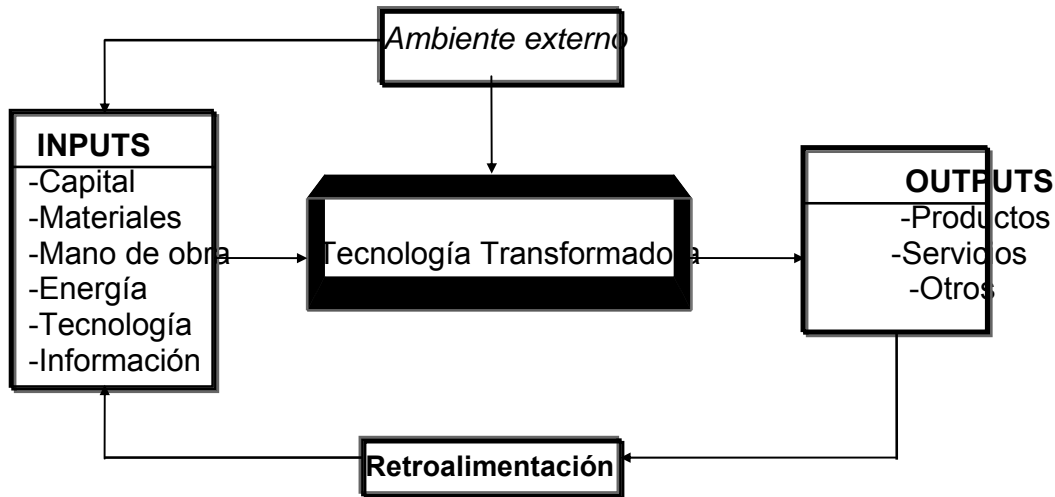 Ambiente externo
INPUTS
-Capital
-Materiales
-Mano de obra
-Energía
-Tecnología
-Información
Tecnología Transformadora
OUTPUTS
-Productos
-Servicios
-Otros
Retroalimentación